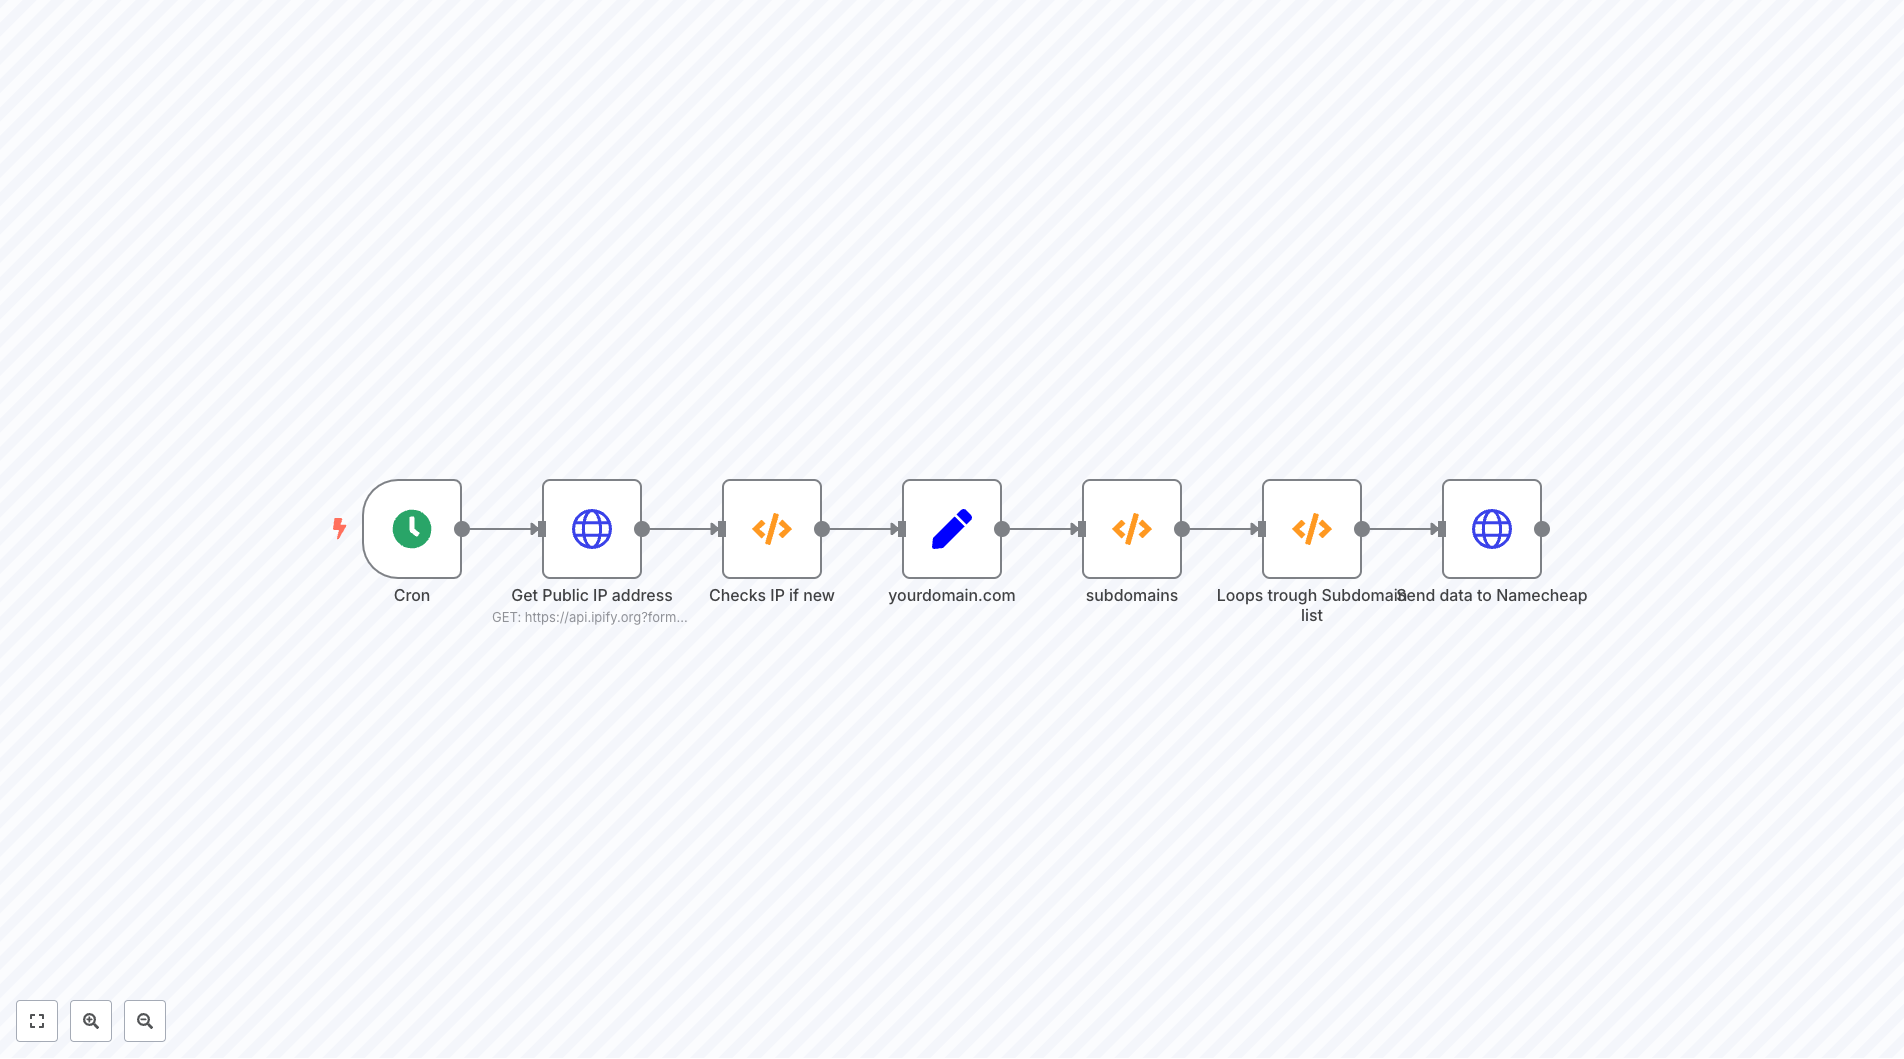 Cron
Get Public IP address
GET: https://api.ipify.org?form...
Checks IP if new
yourdomain.com
subdomains
Loops trough Subdomain
list
Send data to Namecheap